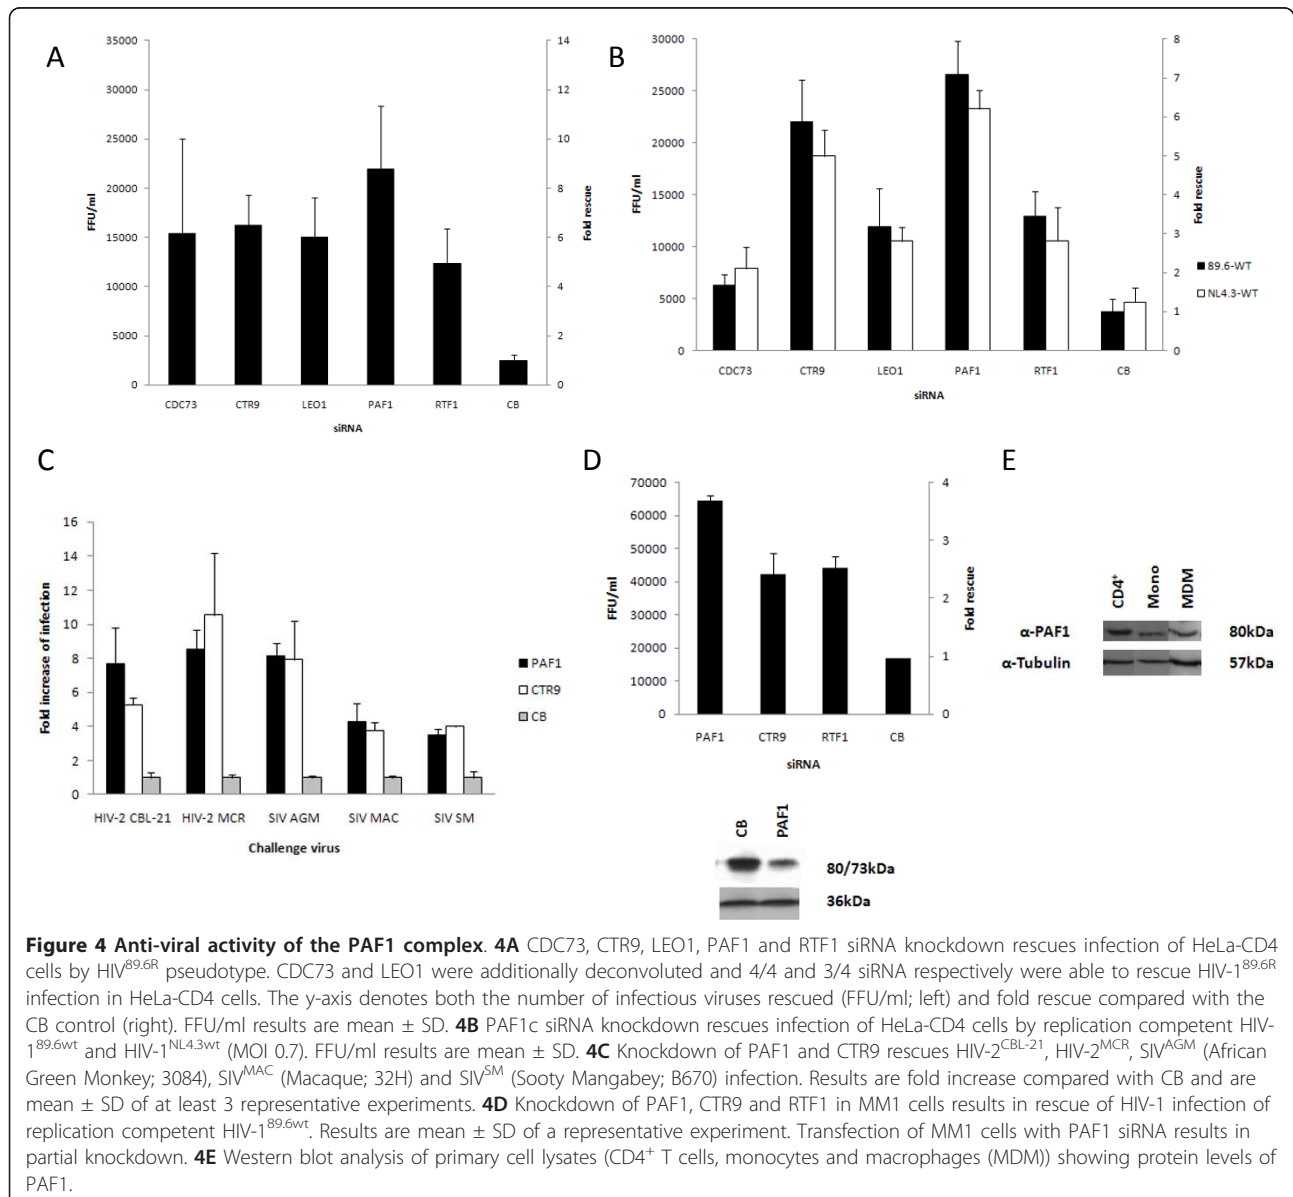 A
35000
30000
25000
20000
15000
10000
5000
0
FFU/ml
14
12
10
8
6
4
2
0
Fold rescue
CDC73 CTR9 LEO1 PAF1 RTF1 CB
siRNA
B
30000
25000
20000
15000
10000
5000
0
FFU/ml
8
7
6
5
4
3
2
1
0
Fold rescue
89.6-WT
NL4.3-WT
CDC73 CTR9 LEO1 PAF1 RTF1 CB
siRNA
C
16
14
12
10
8
6
4
2
0
Fold increase of infection
PAF1
CTR9
CB
HIV-2 CBL-21 HIV-2 MCR SIV AGM SIV MAC SIV SM
Challenge virus
D
70000
60000
50000
40000
30000
20000
10000
0
FFU/ml
4
3
2
1
0
Fold rescue
PAF1 CTR9 RTF1 CB
siRNA
CB PAF1
80/73kDa
36kDa
E
CD4⁺ Mono MDM
α-PAF1 80kDa
α-Tubulin 57kDa
Figure 4 Anti-viral activity of the PAF1 complex. 4A CDC73, CTR9, LEO1, PAF1 and RTF1 siRNA knockdown rescues infection of HeLa-CD4
cells by HIV⁸⁹·⁶ᴿ pseudotype. CDC73 and LEO1 were additionally deconvoluted and 4/4 and 3/4 siRNA respectively were able to rescue HIV-1⁸⁹·⁶ᴿ
infection in HeLa-CD4 cells. The y-axis denotes both the number of infectious viruses rescued (FFU/ml; left) and fold rescue compared with the
CB control (right). FFU/ml results are mean ± SD. 4B PAF1c siRNA knockdown rescues infection of HeLa-CD4 cells by replication competent HIV-
1⁸⁹·⁶ʷᵗ and HIV-1ᴺᴸ⁴·³ʷᵗ (MOI 0.7). FFU/ml results are mean ± SD. 4C Knockdown of PAF1 and CTR9 rescues HIV-2ᶜᴮᴸ⁻²¹, HIV-2ᴹᶜᴿ, SIVᴬᴳᴹ (African
Green Monkey; 3084), SIVᴹᴬᶜ (Macaque; 32H) and SIVˢᴹ (Sooty Mangabey; B670) infection. Results are fold increase compared with CB and are
mean ± SD of at least 3 representative experiments. 4D Knockdown of PAF1, CTR9 and RTF1 in MM1 cells results in rescue of HIV-1 infection of
replication competent HIV-1⁸⁹·⁶ʷᵗ. Results are mean ± SD of a representative experiment. Transfection of MM1 cells with PAF1 siRNA results in
partial knockdown. 4E Western blot analysis of primary cell lysates (CD4⁺ T cells, monocytes and macrophages (MDM)) showing protein levels of
PAF1.